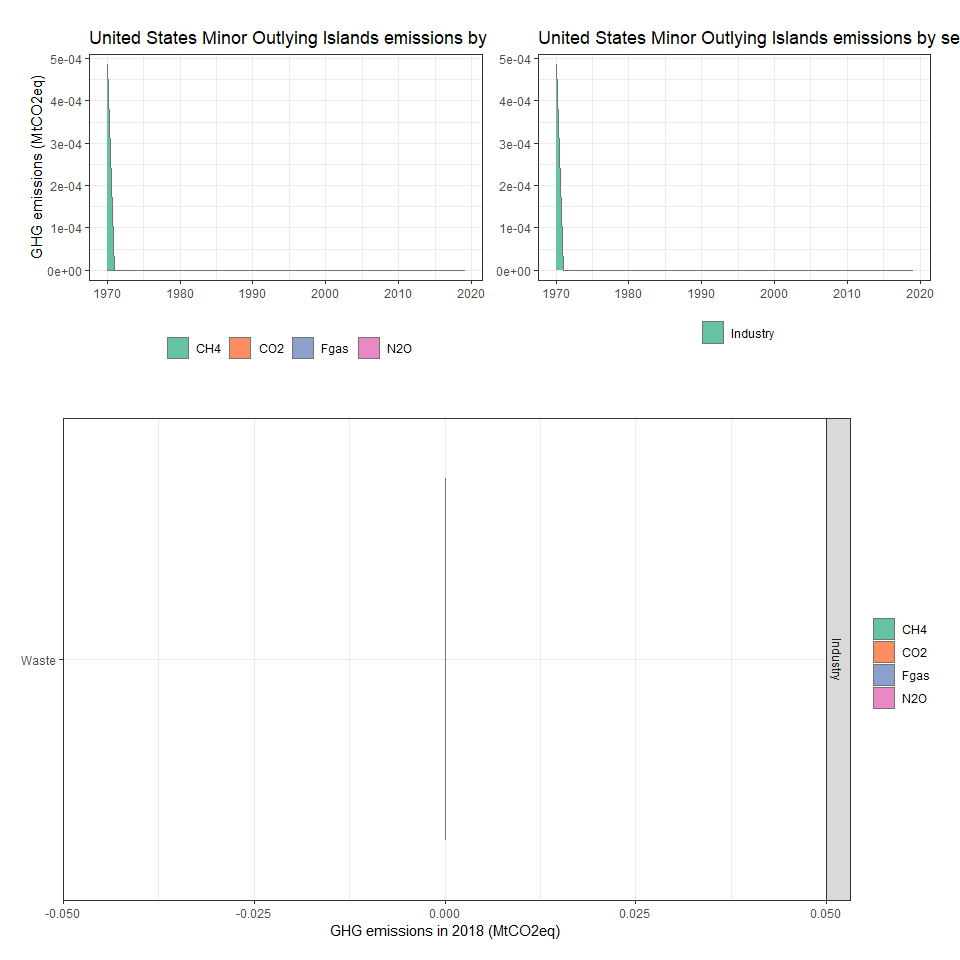 United States Minor Outlying Islands emissions by
GHG emissions (MtCO2eq)
5e-04
4e-04
3e-04
2e-04
1e-04
0e+00
1970 1980 1990 2000 2010 2020
CH4 CO2 Fgas N2O
United States Minor Outlying Islands emissions by se
5e-04
4e-04
3e-04
2e-04
1e-04
0e+00
1970 1980 1990 2000 2010 2020
Industry
Waste
Industry
-0.050 -0.025 0.000 0.025 0.050
GHG emissions in 2018 (MtCO2eq)
CH4
CO2
Fgas
N2O